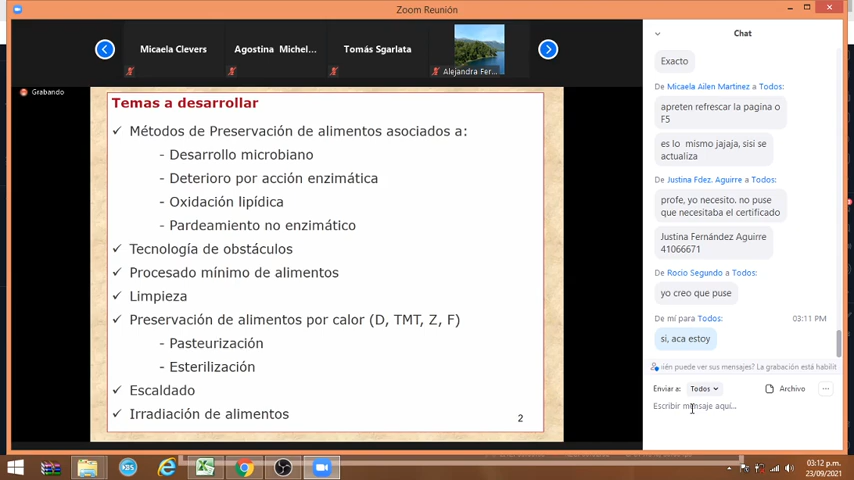 Zoom Reunión
Micaela Clevers
Agostina Michel...
Tomás Sgarlata
Alejandra Fer...
Grabando
Temas a desarrollar
✓ Métodos de Preservación de alimentos asociados a:
- Desarrollo microbiano
- Deterioro por acción enzimática
- Oxidación lipídica
- Pardeamiento no enzimático
✓ Tecnología de obstáculos
✓ Procesado mínimo de alimentos
✓ Limpieza
✓ Preservación de alimentos por calor (D, TMT, Z, F)
- Pasteurización
- Esterilización
✓ Escaldado
✓ Irradiación de alimentos
2
Chat
Exacto
De Micaela Ailen Martinez a Todos:
apreten refrescar la pagina o
F5
es lo mismo jajaja, sisi se
actualiza
De Justina Fdez. Aguirre a Todos:
profe, yo necesito. no puse
que necesitaba el certificado
Justina Fernández Aguirre
41066671
De Rocio Segundo a Todos:
yo creo que puse
De mí para Todos: 03:11 PM
si, aca estoy
ién puede ver sus mensajes? La grabación está habilit
Enviar a: Todos Archivo ...
Escribir mensaje aquí...
03:12 p.m.
23/09/2021